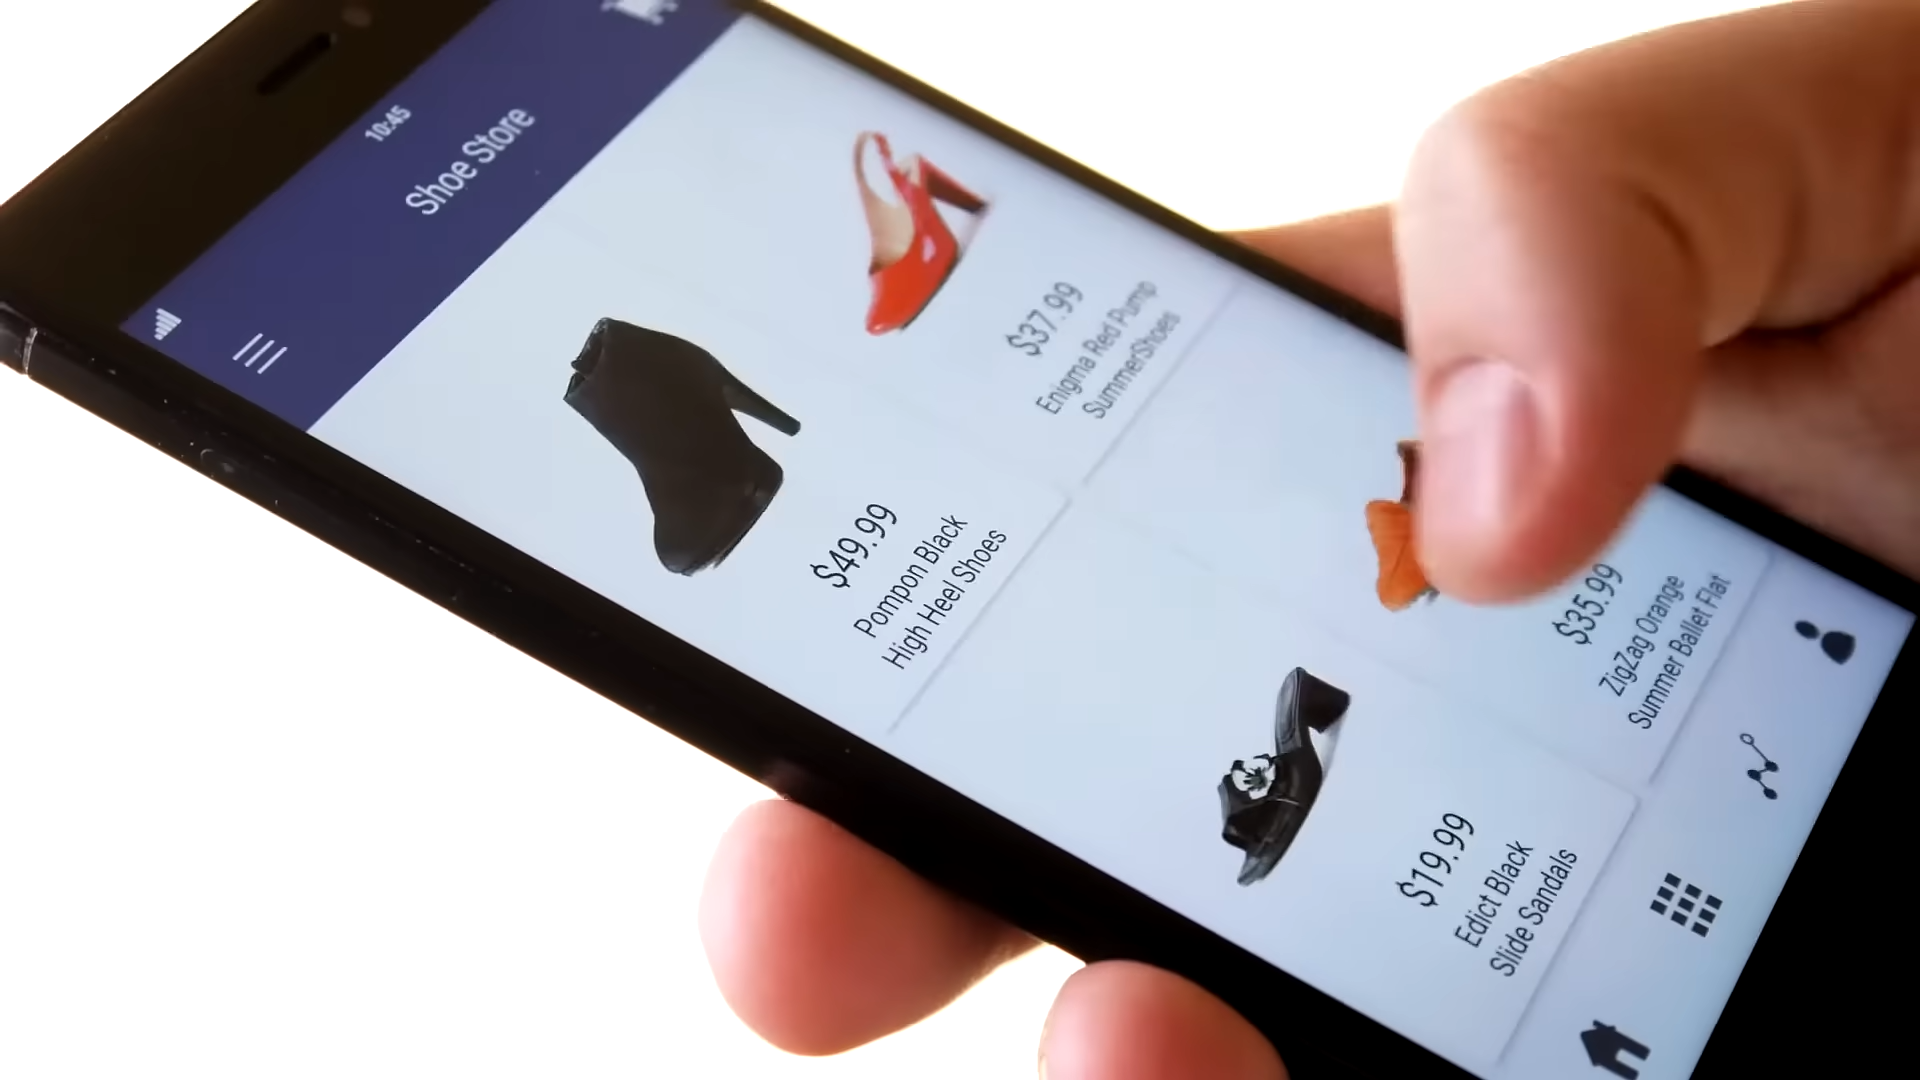 10:45
Shoe Store
$49.99
Pompon Black
High Heel Shoes
$37.99
Enigma Red Pump
SummerShoes
$19.99
Edict Black
Slide Sandals
$35.99
ZigZag Orange
Summer Ballet Flat